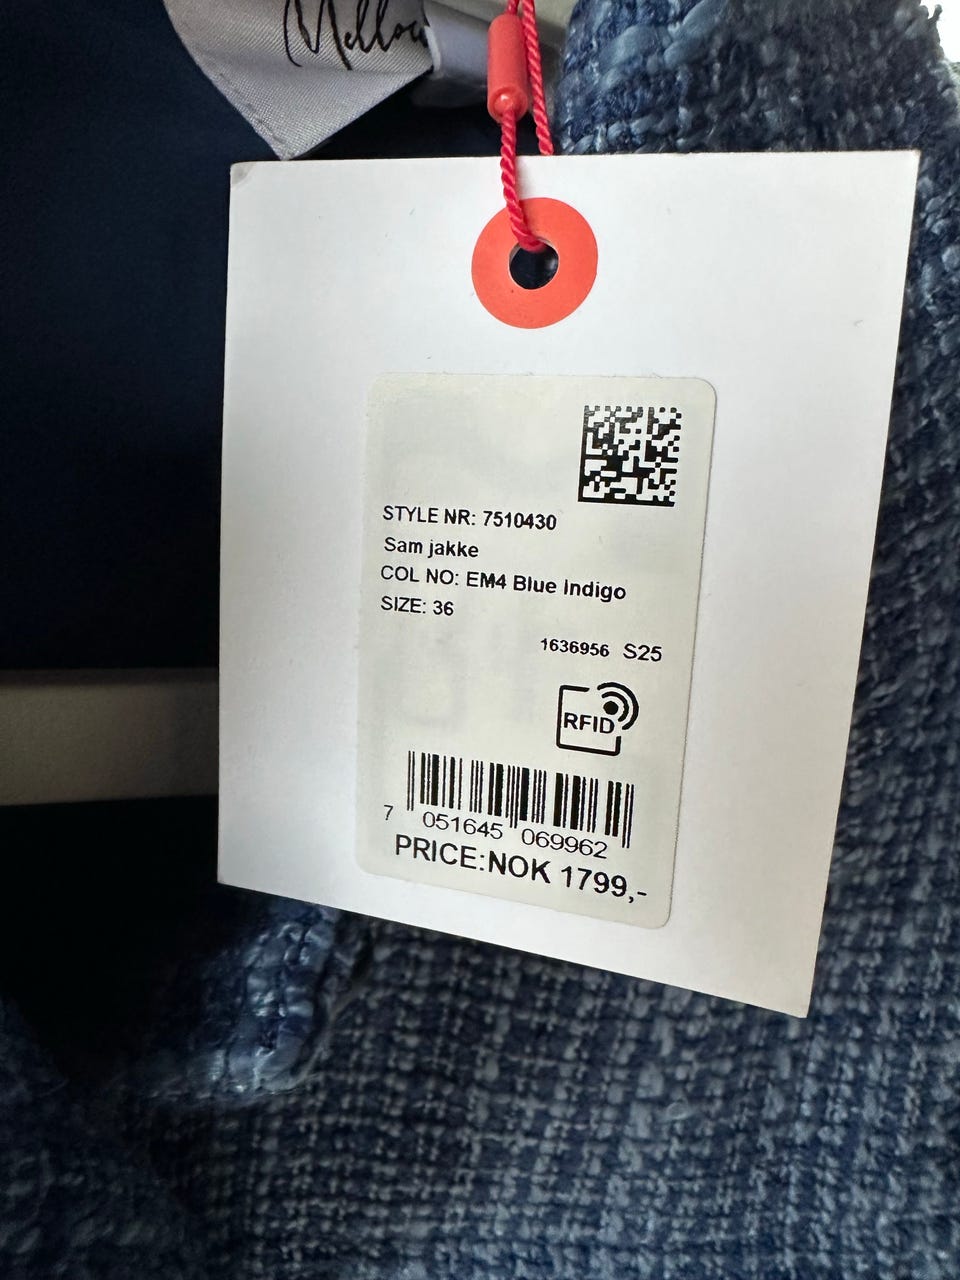 STYLE NR: 7510430
Sam jakke
COL NO: EM4 Blue Indigo
SIZE: 36
1636956 S25
RFID
7 051645 069962
PRICE:NOK 1799,-